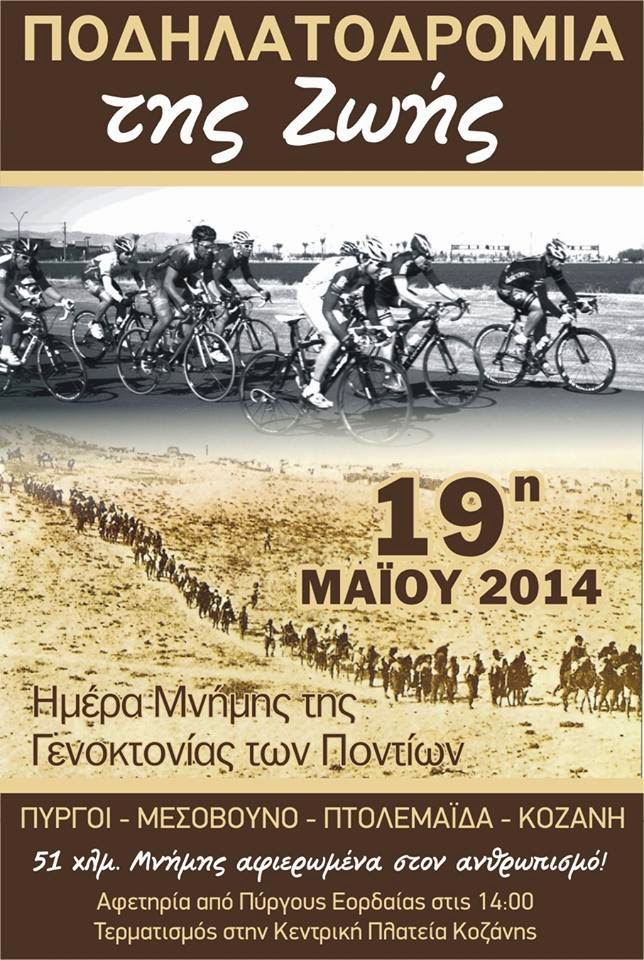 ΠΟΔΗΛΑΤΟΔΡΟΜΙΑ
της Ζωής
19η
ΜΑΪΟΥ 2014
Ημέρα Μνήμης της
Γενοκτονίας των Ποντίων
ΠΥΡΓΟΙ - ΜΕΣΟΒΟΥΝΟ - ΠΤΟΛΕΜΑΪΔΑ - ΚΟΖΑΝΗ
51 χλμ. Μνήμης αφιερωμένα στον ανθρωπισμό!
Αφετηρία από Πύργους Εορδαίας στις 14:00
Τερματισμός στην Κεντρική Πλατεία Κοζάνης